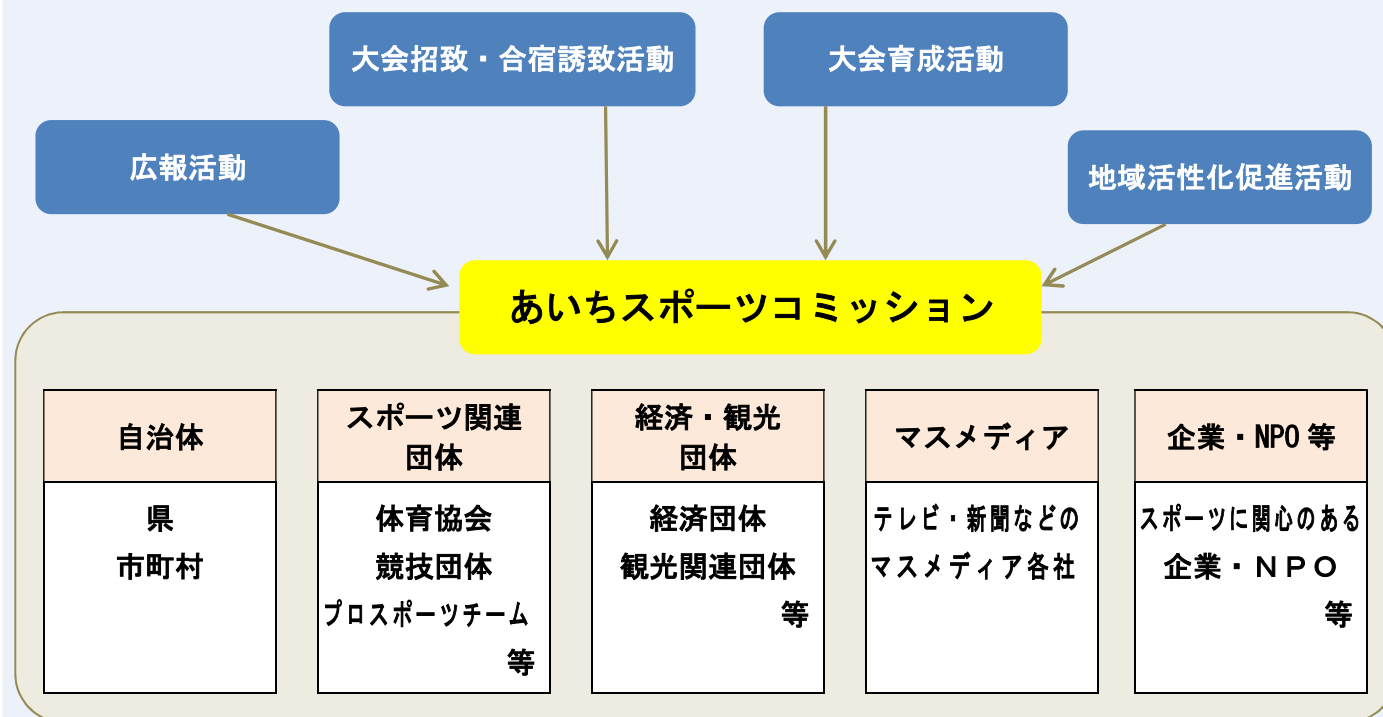 大会招致・合宿誘致活動
大会育成活動
広報活動
地域活性化促進活動
あいちスポーツコミッション
自治体
県
市町村
スポーツ関連
団体
体育協会
競技団体
プロスポーツチーム
等
経済・観光
団体
経済団体
観光関連団体
等
マスメディア
テレビ・新聞などの
マスメディア各社
企業・NPO等
スポーツに関心のある
企業・ＮＰＯ
等